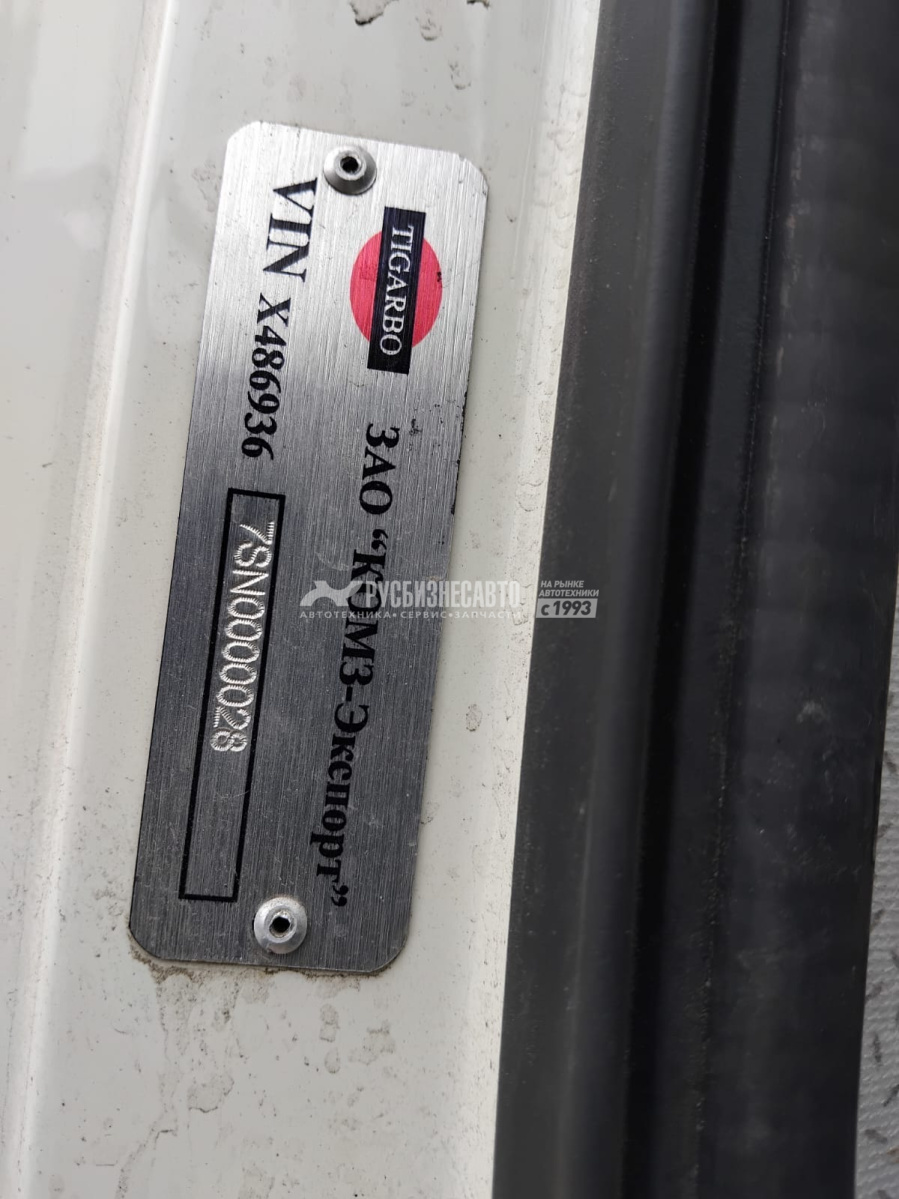 TIGARBO
ЗАО “КОМЗ-Экспорт”
VIN X486936 7SN0000028
РУСБИЗНЕСАВТО
АВТОТЕХНИКА • СЕРВИС • ЗАПЧАСТИ
НА РЫНКЕ
АВТОТЕХНИКИ
с 1993